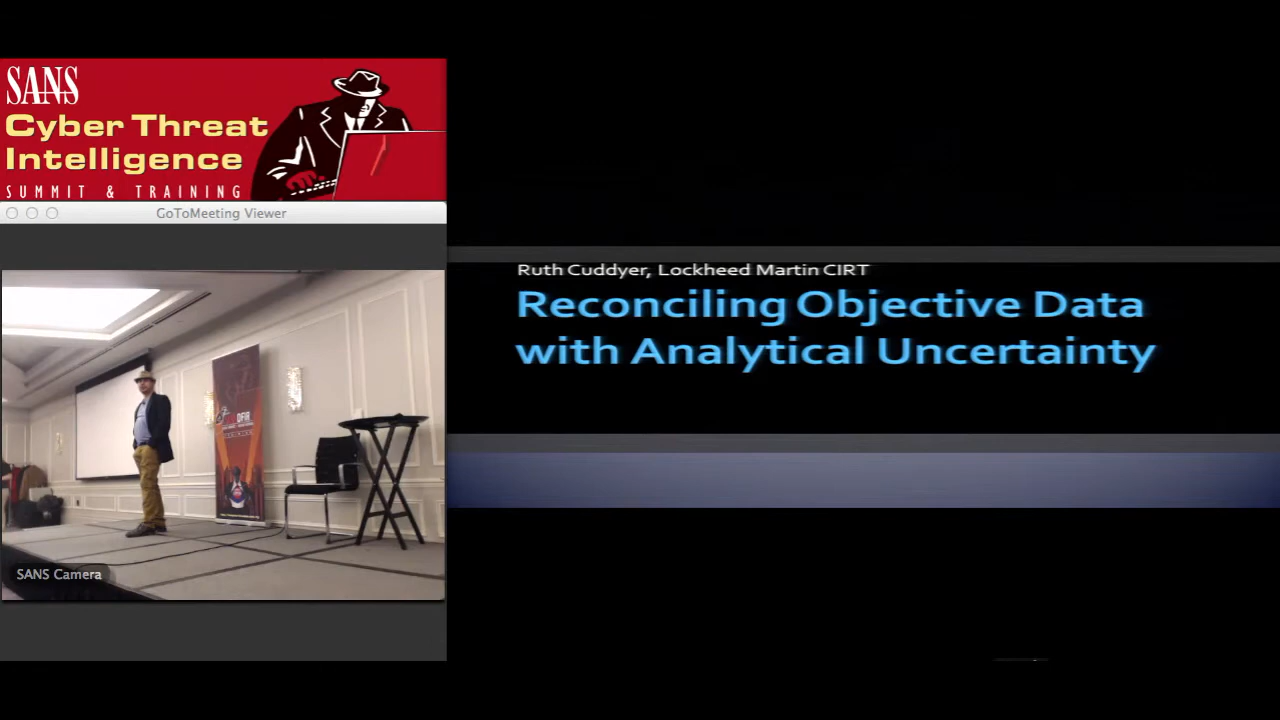 SANS
Cyber Threat
Intelligence
SUMMIT & TRAINING
GoToMeeting Viewer
DFIR
SANS Camera
Ruth Cuddyer, Lockheed Martin CIRT
Reconciling Objective Data
with Analytical Uncertainty